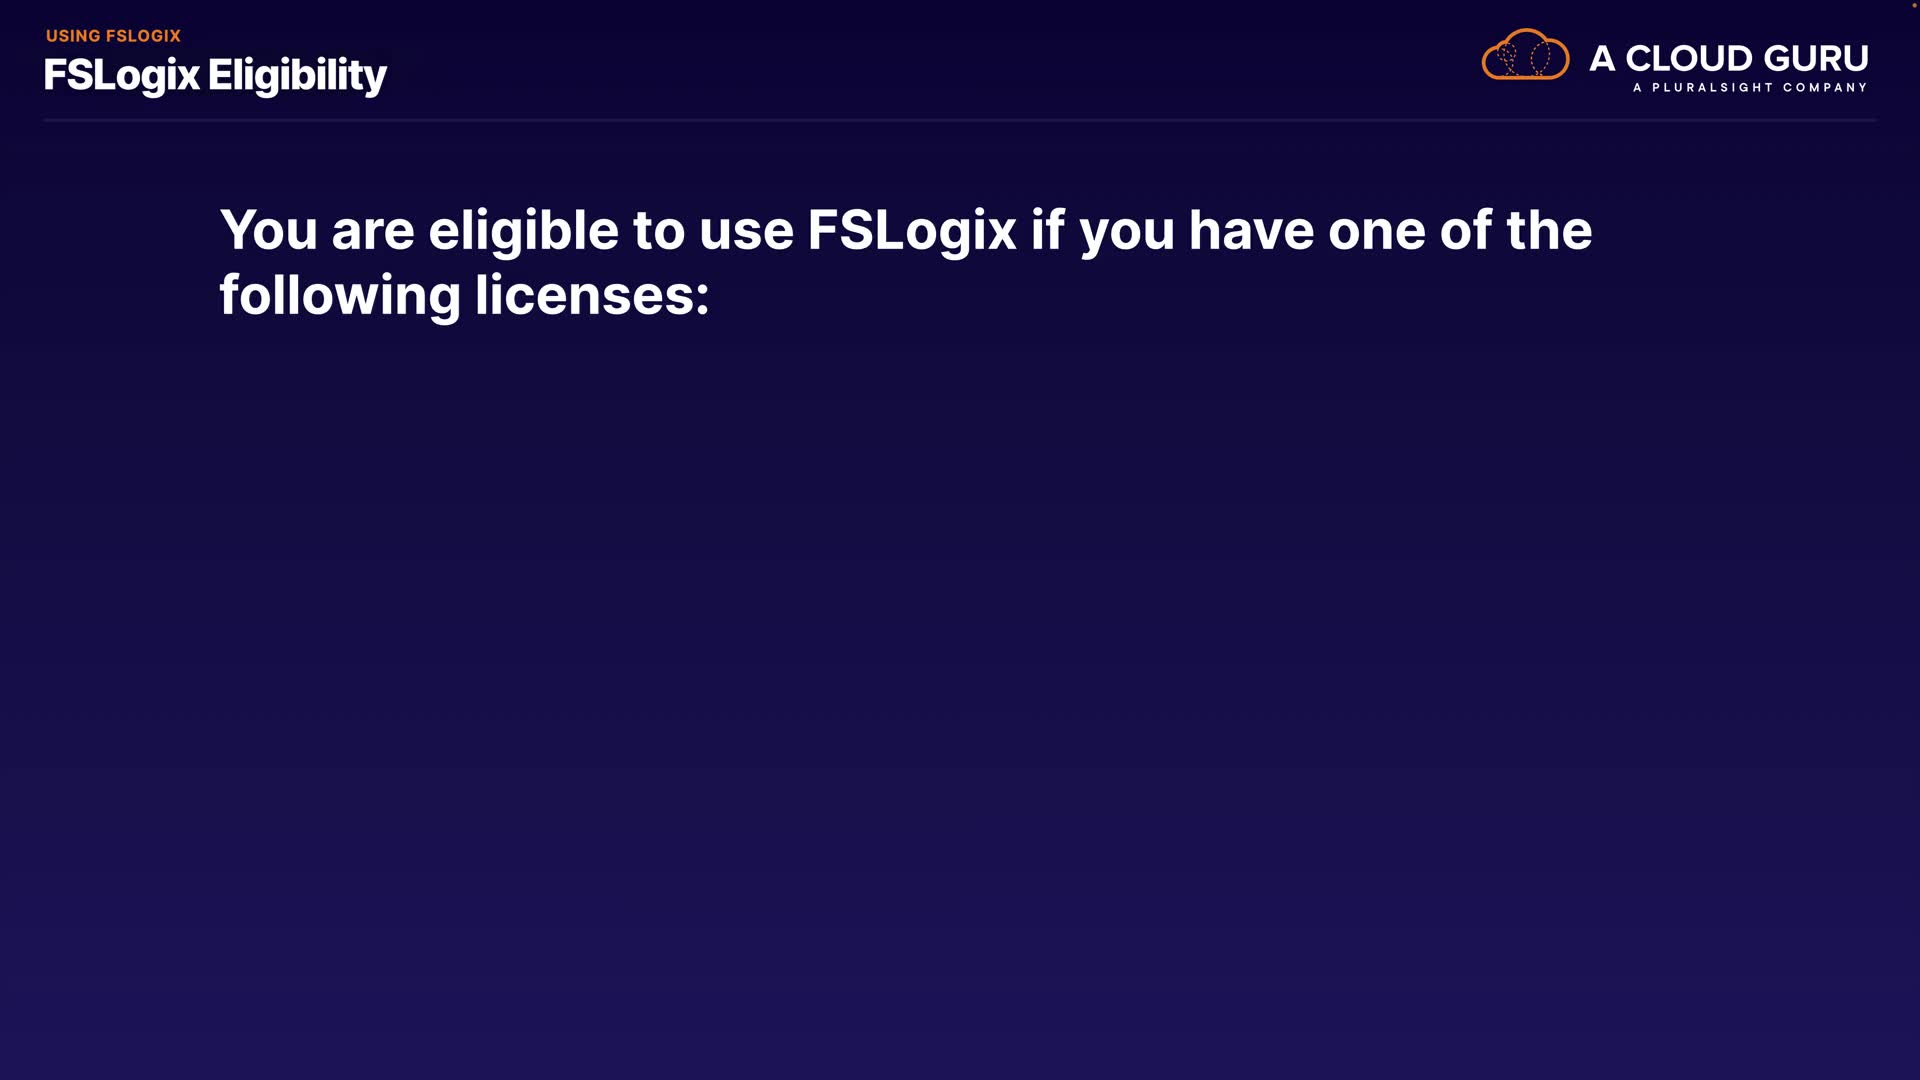 USING FSLOGIX
FSLogix Eligibility
A CLOUD GURU
A PLURALSIGHT COMPANY
You are eligible to use FSLogix if you have one of the
following licenses: